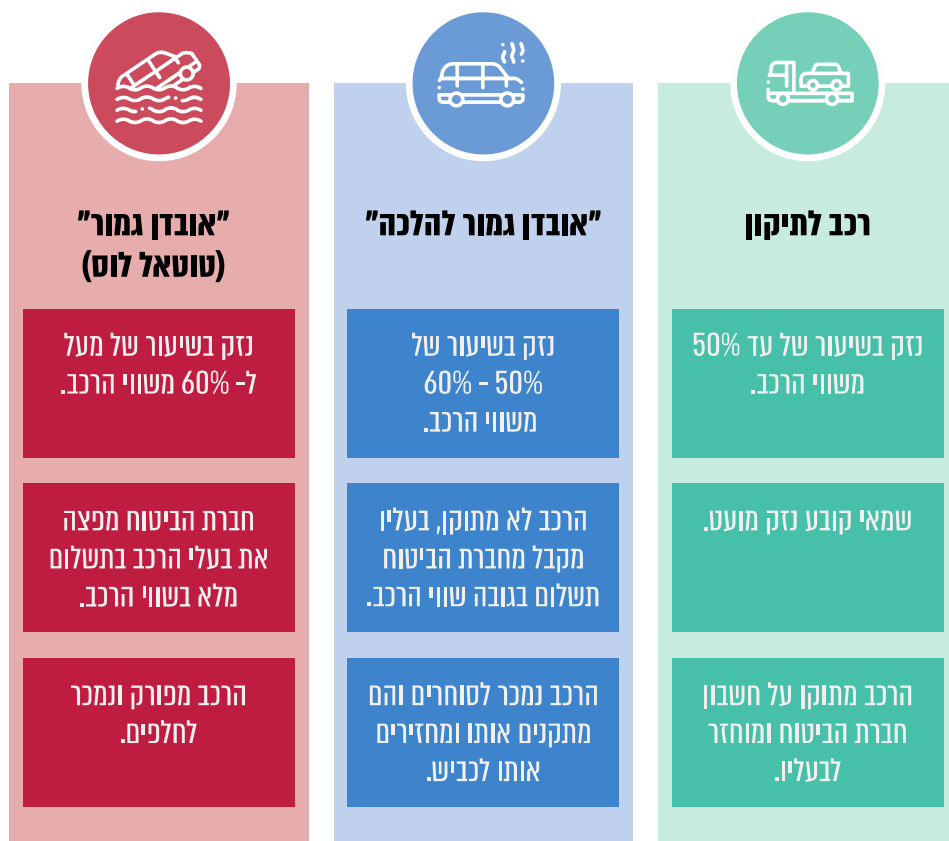 רכב לתיקון
נזק בשיעור של עד 50%
משווי הרכב.
שמאי קובע נזק מועט.
הרכב מתוקן על חשבון
חברת הביטוח ומוחזר
לבעליו.
"אובדן גמור להלכה"
נזק בשיעור של
50% - 60%
משווי הרכב.
הרכב לא מתוקן, בעליו
מקבל מחברת הביטוח
תשלום בגובה שווי הרכב.
הרכב נמכר לסוחרים והם
מתקנים אותו ומחזירים
אותו לכביש.
"אובדן גמור"
(טוטאל לוס)
נזק בשיעור של מעל
ל- 60% משווי הרכב.
חברת הביטוח מפצה
את בעלי הרכב בתשלום
מלא בשווי הרכב.
הרכב מפורק ונמכר
לחלפים.